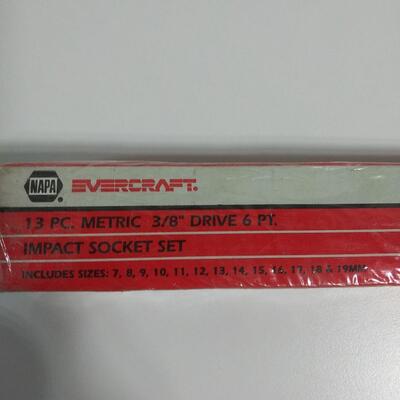 NAPA EVERCRAFT.
13 PC. METRIC 3/8" DRIVE 6 PT.
IMPACT SOCKET SET
INCLUDES SIZES: 7, 8, 9, 10, 11, 12, 13, 14, 15, 16, 17, 18 & 19MM